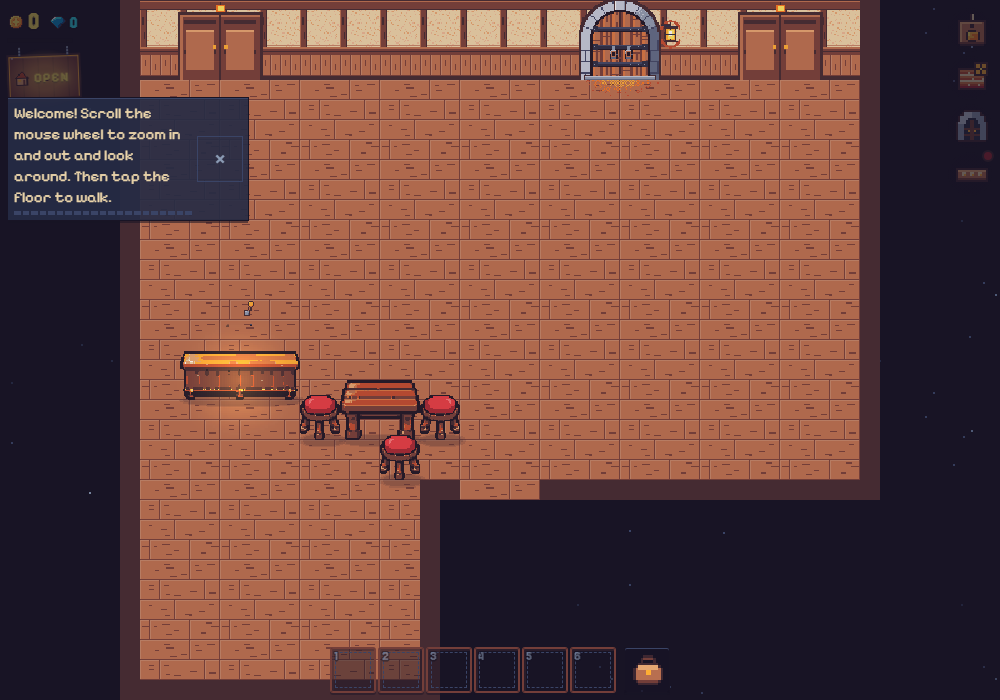 0 0
OPEN
Welcome! Scroll the
mouse wheel to zoom in
and out and look
around. Then tap the
floor to walk.
×
1 2 3 4 5 6